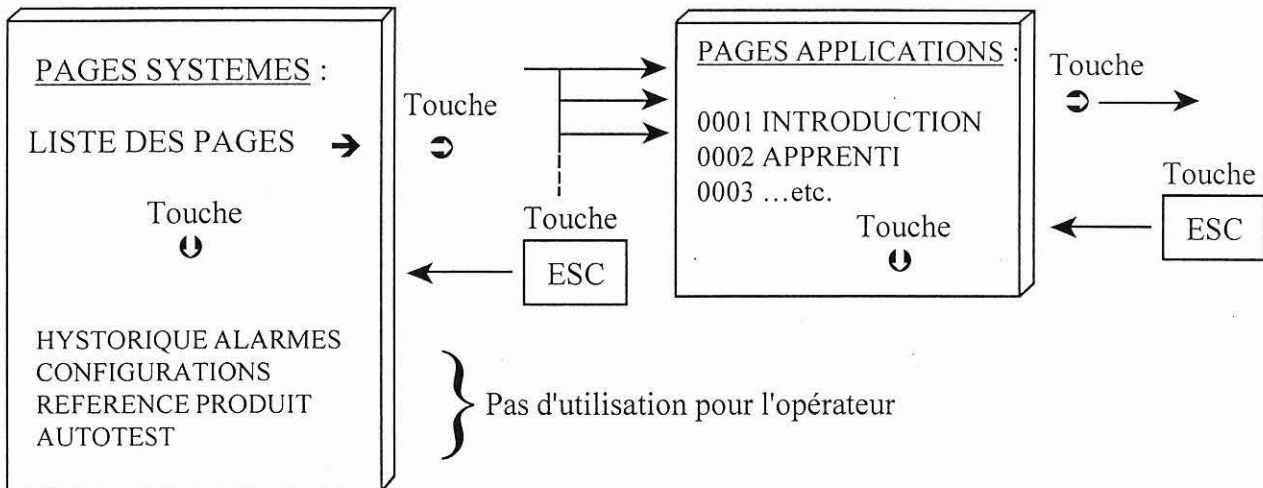 PAGES SYSTEMES :
LISTE DES PAGES →
Touche
HYSTORIQUE ALARMES
CONFIGURATIONS
REFERENCE PRODUIT
AUTOTEST
Touche
Touche
ESC
Pas d'utilisation pour l'opérateur
PAGES APPLICATIONS :
0001 INTRODUCTION
0002 APPRENTI
0003 ...etc.
Touche
Touche
Touche
ESC